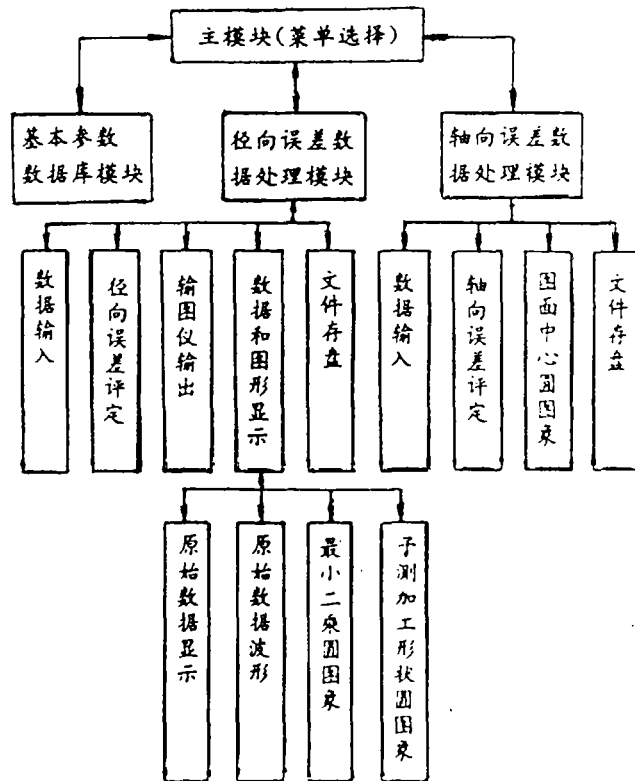 主模块(菜单选择)
基本参数
数据库模块
径向误差数
据处理模块
轴向误差数
据处理模块
数据输入
径向误差评定
输图仪输出
数据和图形显示
文件存盘
数据输入
轴向误差评定
图面中心圆图象
文件存盘
原始数据显示
原始数据波形
最小二乘圆图象
予测加工形状圆图象